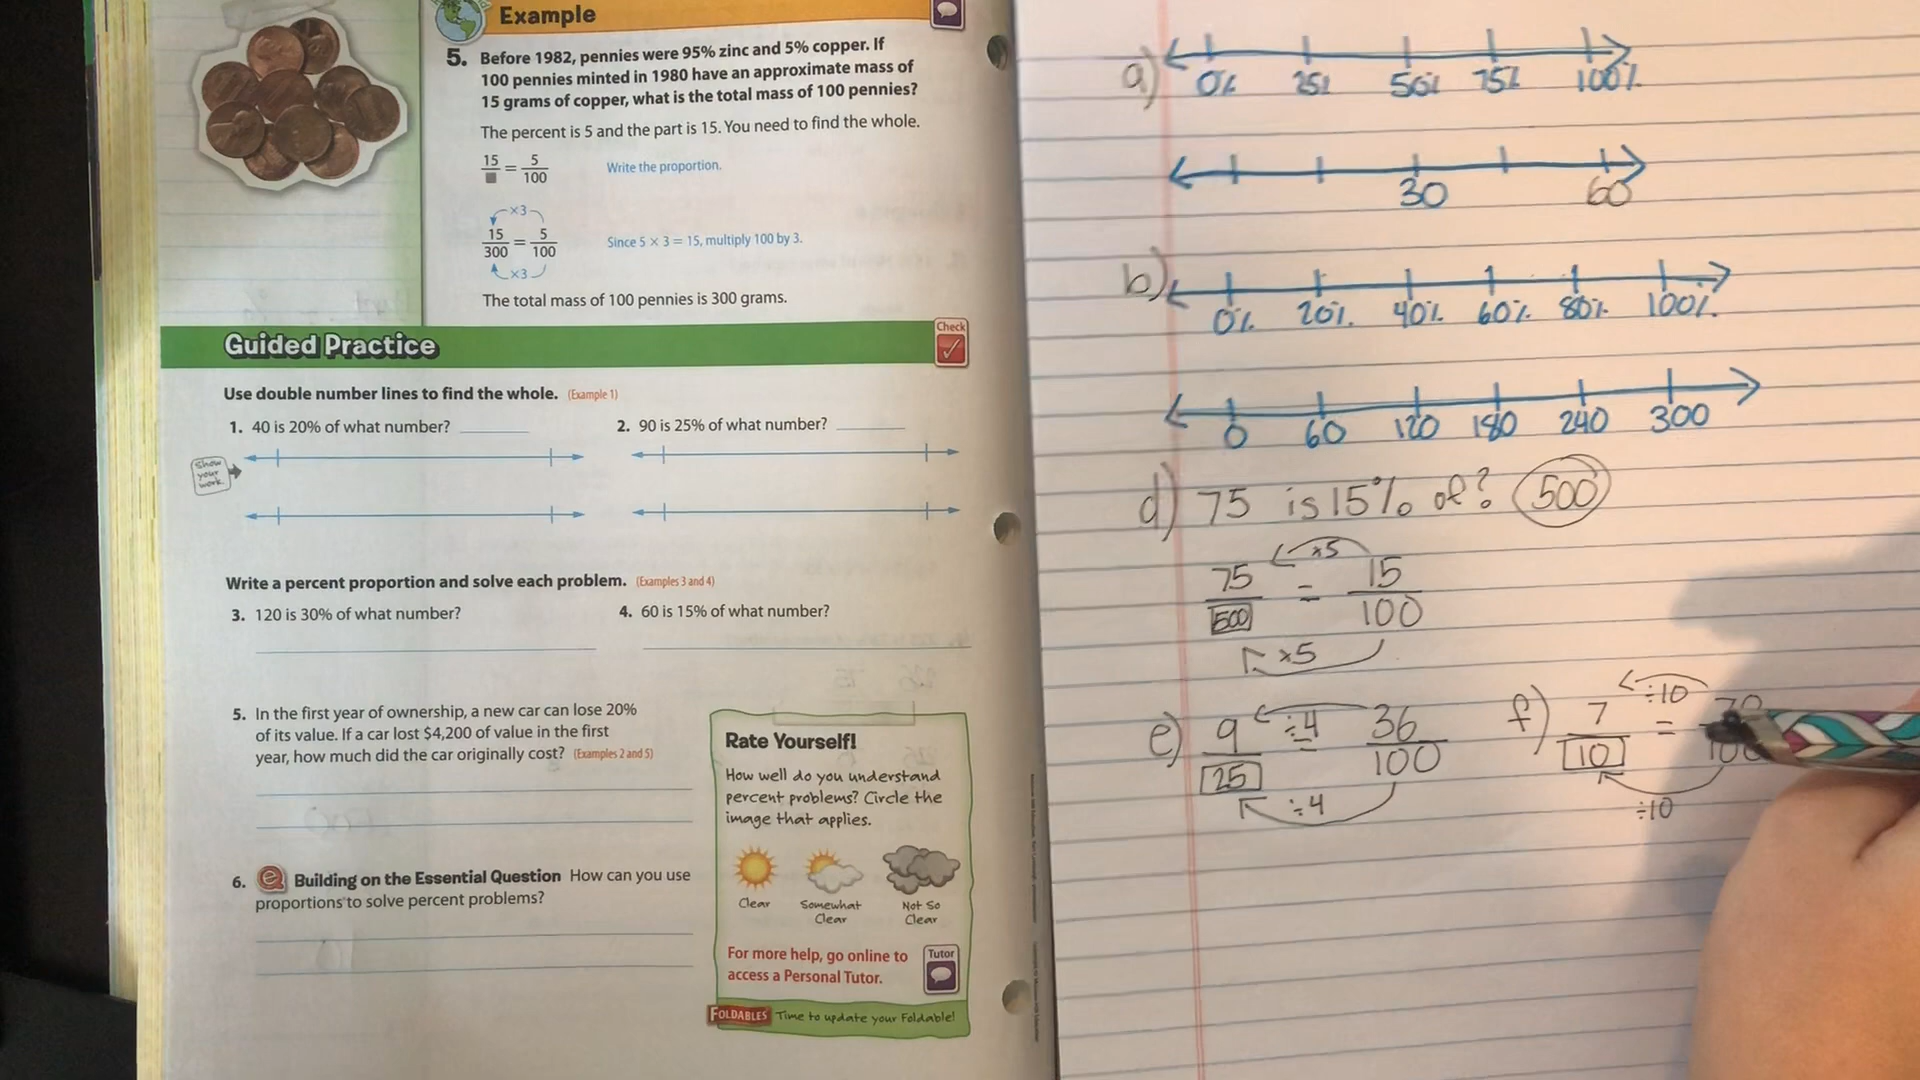 Example
5. Before 1982, pennies were 95% zinc and 5% copper. If
100 pennies minted in 1980 have an approximate mass of
15 grams of copper, what is the total mass of 100 pennies?
The percent is 5 and the part is 15. You need to find the whole.
15/■ = 5/100 Write the proportion.
×3
15/300 = 5/100 Since 5 × 3 = 15, multiply 100 by 3.
×3
The total mass of 100 pennies is 300 grams.
Guided Practice
Check
Use double number lines to find the whole. (Example 1)
1. 40 is 20% of what number?
2. 90 is 25% of what number?
Show
your
work.
Write a percent proportion and solve each problem. (Examples 3 and 4)
3. 120 is 30% of what number?
4. 60 is 15% of what number?
5. In the first year of ownership, a new car can lose 20%
of its value. If a car lost $4,200 of value in the first
year, how much did the car originally cost? (Examples 2 and 5)
6. Building on the Essential Question How can you use
proportions to solve percent problems?
Rate Yourself!
How well do you understand
percent problems? Circle the
image that applies.
Clear
Somewhat
Clear
Not So
Clear
For more help, go online to
access a Personal Tutor.
Tutor
FOLDABLES Time to update your Foldable!
a) 0% 25% 50% 75% 100%
30 60
b) 0% 20% 40% 60% 80% 100%
0 60 120 180 240 300
d) 75 is 15% of? 500
×5
75/500 = 15/100
×5
e) 9/25 = 36/100
÷4
÷4
f) 7/10 =
÷10
÷10